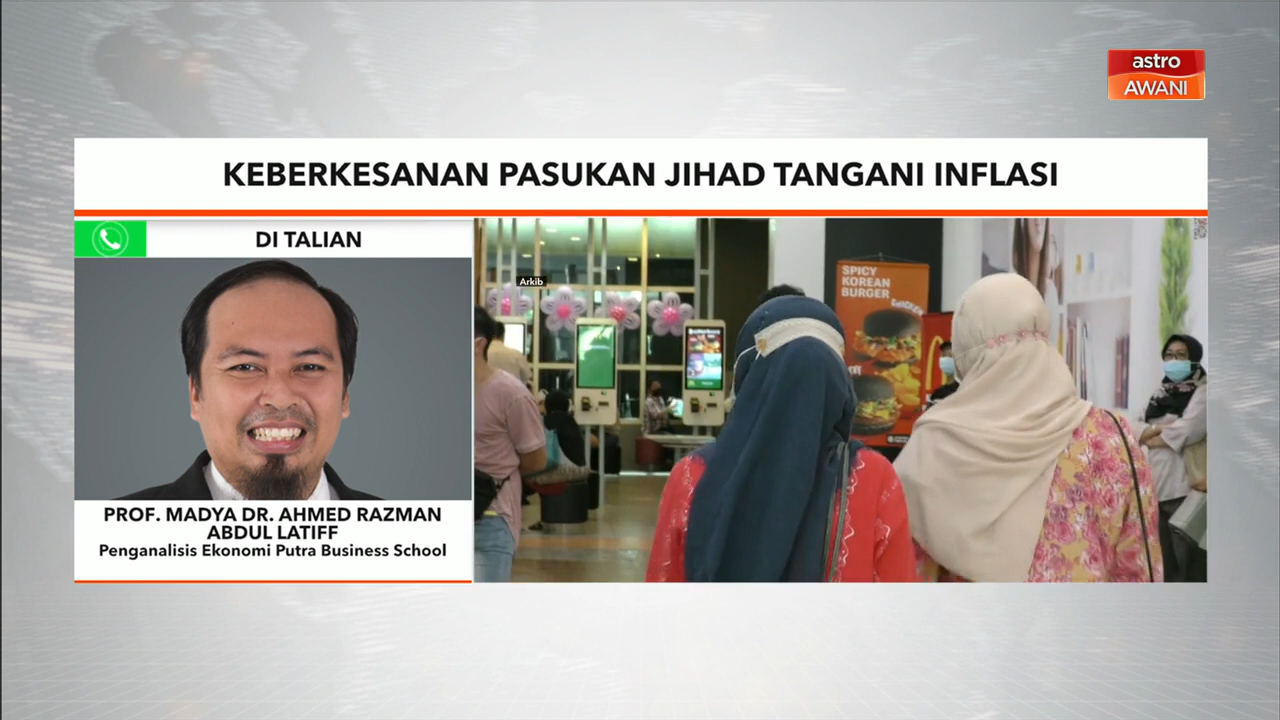 astro
AWANI
KEBERKESANAN PASUKAN JIHAD TANGANI INFLASI
DI TALIAN
PROF. MADYA DR. AHMED RAZMAN
ABDUL LATIFF
Penganalisis Ekonomi Putra Business School
Arkib
SPICY
KOREAN
BURGER